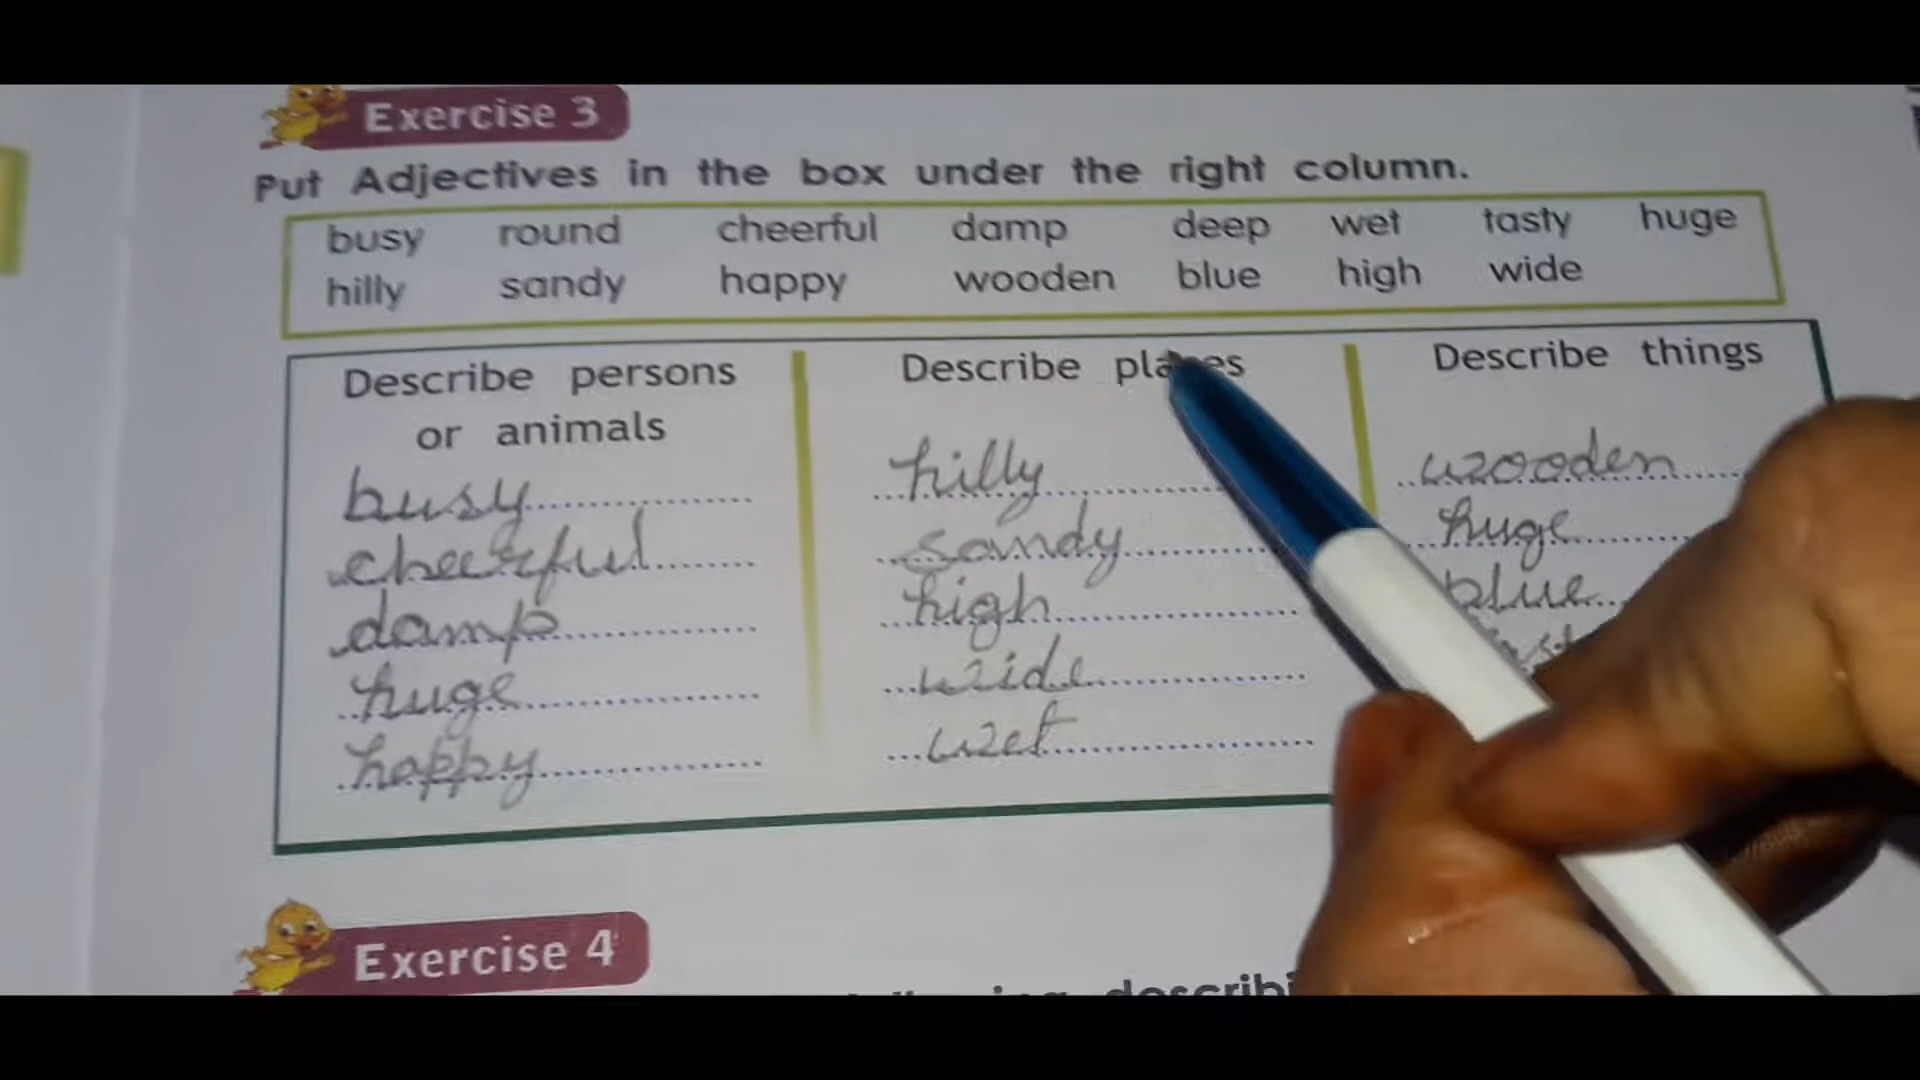 Exercise 3
Put Adjectives in the box under the right column.
busy round cheerful damp deep wet tasty huge
hilly sandy happy wooden blue high wide
Describe persons
or animals
busy
cheerful
damp
huge
happy
Describe places
hilly
sandy
high
wide
wet
Describe things
wooden
huge
blue
Exercise 4